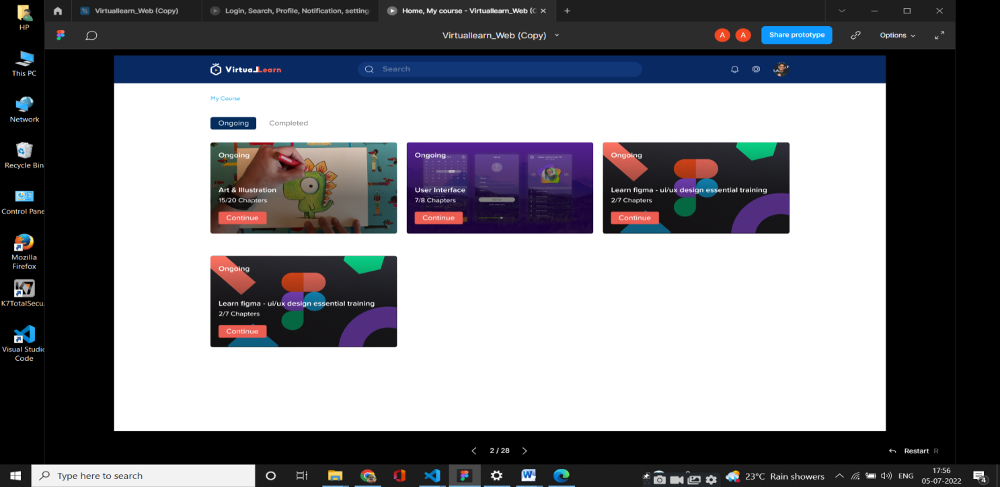 HP
This PC
Network
Recycle Bin
Control Pane
Mozilla
Firefox
K7TotalSecu...
Visual Studio
Code
Virtuallearn_Web (Copy)
Login, Search, Profile, Notification, setting
Home, My course - Virtuallearn_Web (C
Virtuallearn_Web (Copy)
A
A
Share prototype
Options
VirtuaLLearn
Search
My Course
Ongoing
Completed
Ongoing
Art & Illustration
15/20 Chapters
Continue
Ongoing
User Interface
7/8 Chapters
Continue
Ongoing
Learn figma - ui/ux design essential training
2/7 Chapters
Continue
Ongoing
Learn figma - ui/ux design essential training
2/7 Chapters
Continue
2 / 28
Restart R
Type here to search
23°C Rain showers
ENG
17:56
05-07-2022
4